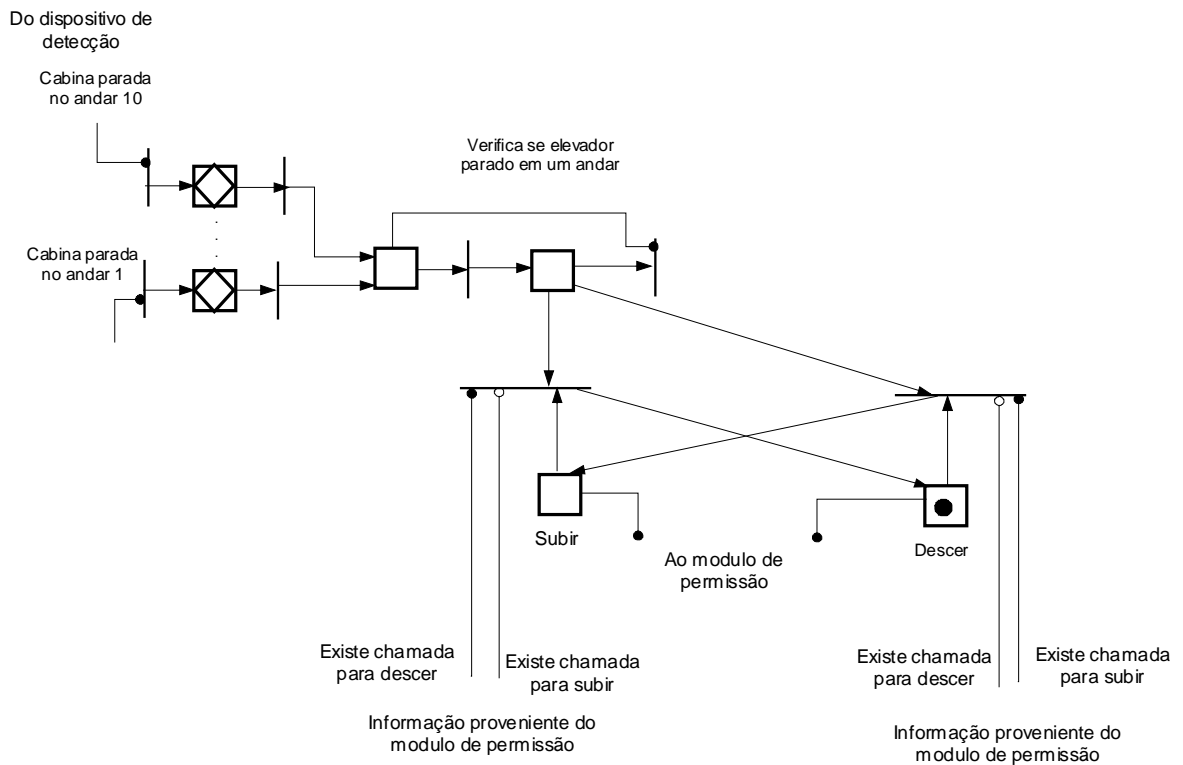 Do dispositivo de
detecção
Cabina parada
no andar 10
Verifica se elevador
parado em um andar
Cabina parada
no andar 1
Subir
Descer
Ao modulo de
permissão
Existe chamada
para descer
Existe chamada
para subir
Existe chamada
para descer
Existe chamada
para subir
Informação proveniente do
modulo de permissão
Informação proveniente do
modulo de permissão